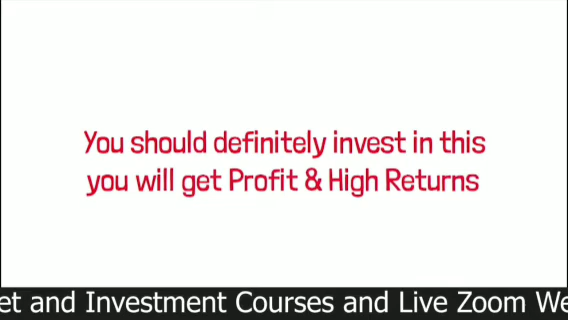 You should definitely invest in this
you will get Profit & High Returns
and Investment Courses and Live Zoom